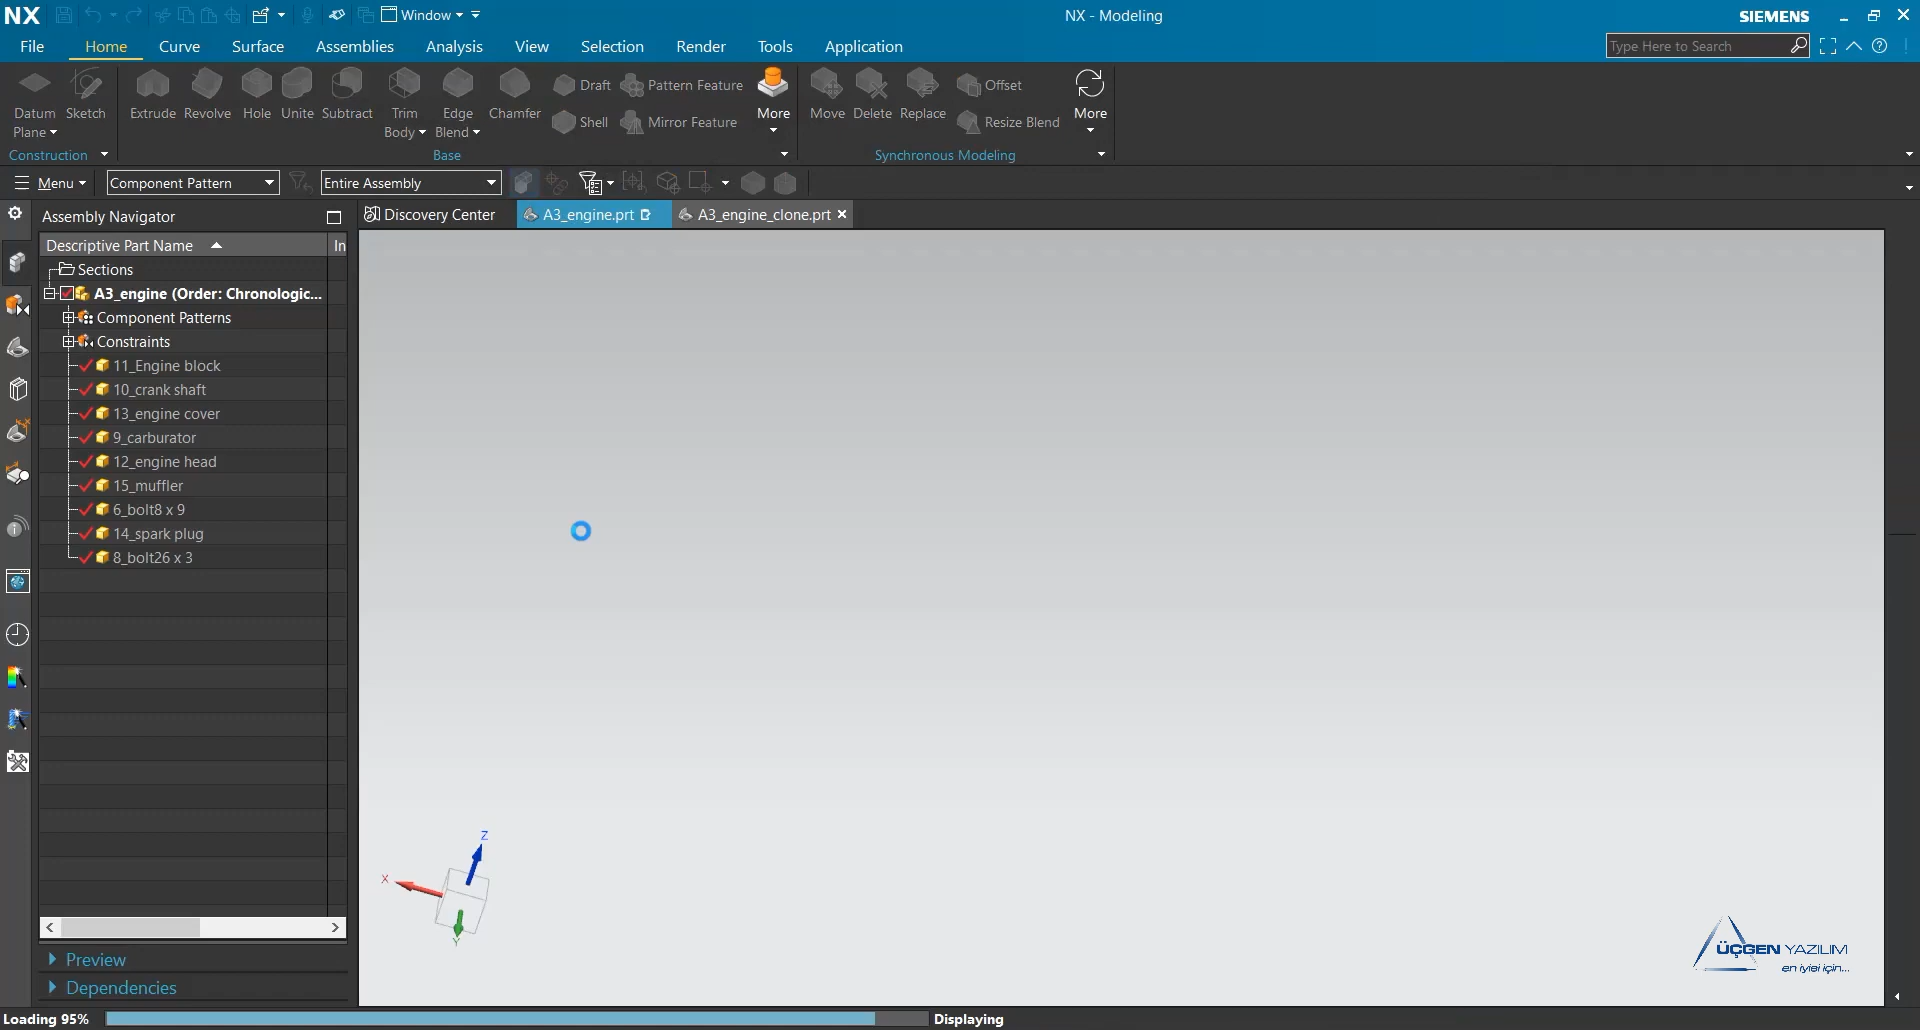 NX
Window
NX - Modeling
SIEMENS
File
Home
Curve
Surface
Assemblies
Analysis
View
Selection
Render
Tools
Application
Type Here to Search
Datum
Plane
Sketch
Extrude
Revolve
Hole
Unite
Subtract
Trim
Body
Edge
Blend
Chamfer
Draft
Shell
Pattern Feature
Mirror Feature
More
Move
Delete
Replace
Offset
Resize Blend
More
Construction
Base
Synchronous Modeling
Menu
Component Pattern
Entire Assembly
Assembly Navigator
Discovery Center
A3_engine.prt
A3_engine_clone.prt
Descriptive Part Name
In
Sections
A3_engine (Order: Chronologic...
Component Patterns
Constraints
11_Engine block
10_crank shaft
13_engine cover
9_carburator
12_engine head
15_muffler
6_bolt8 x 9
14_spark plug
8_bolt26 x 3
Z
X
Y
ÜÇGEN YAZILIM
en iyisi için...
Preview
Dependencies
Loading 95%
Displaying